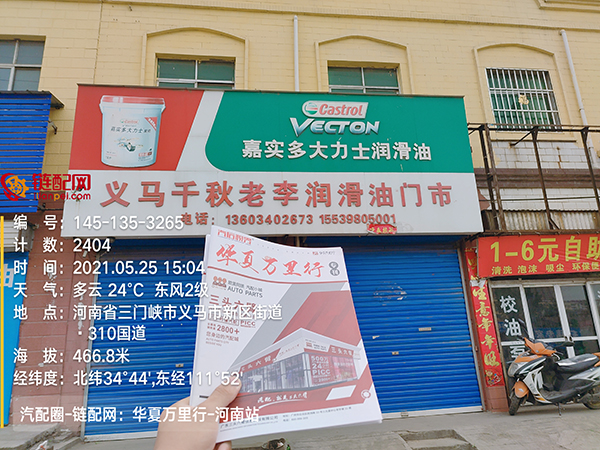 Castrol
VECTON
嘉实多大力士润滑油
链配网
Lianpei.com
义马千秋老李润滑油门市
电话：13603402673 15539805001
编 号：145-135-3265
计 数：2404
时 间：2021.05.25 15:04
天 气：多云 24℃ 东风2级
地 点：河南省三门峡市义马市新区街道
· 310国道
海 拔：466.8米
经纬度：北纬34°44',东经111°52'
汽配圈-链配网：华夏万里行-河南站
华夏万里行
AUTO PARTS
2800+
PICC
1-6元自助
清洗 泡沫 吸尘
校油